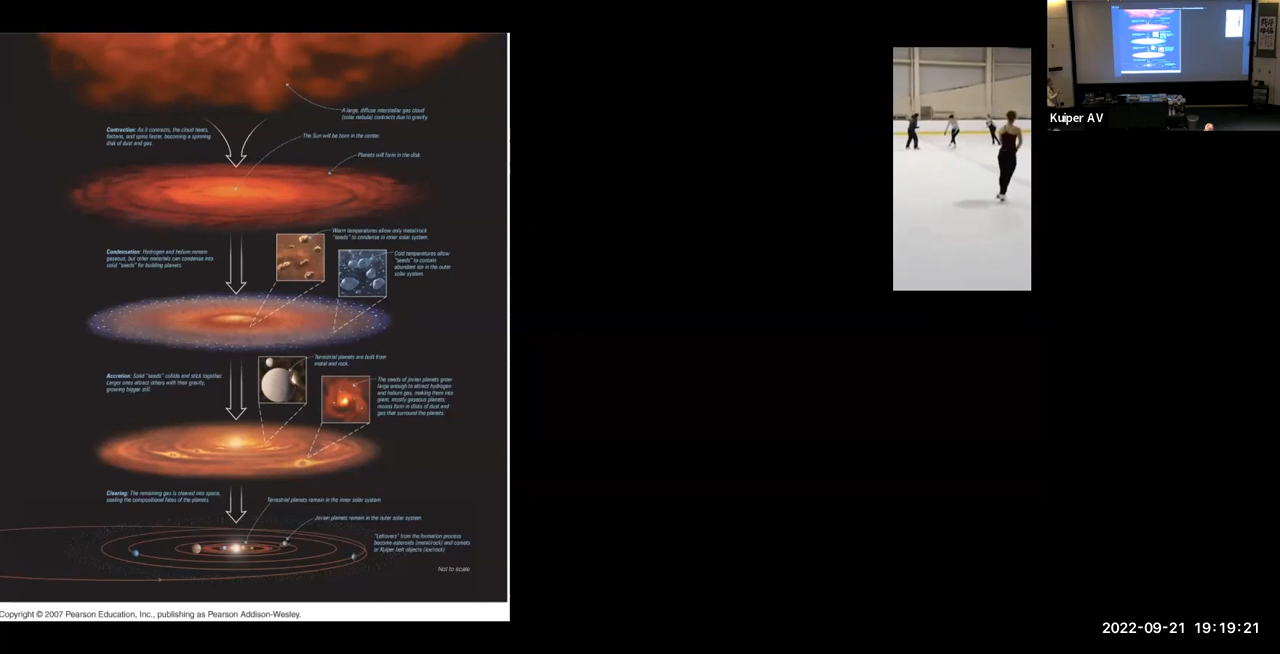 A large, diffuse interstellar gas cloud
(solar nebula) contracts due to gravity.
Contraction: As it contracts, the cloud heats,
flattens, and spins faster, becoming a spinning
disk of dust and gas.
The Sun will be born in the center.
Planets will form in the disk.
Warm temperatures allow only metal/rock
"seeds" to condense in inner solar system.
Condensation: Hydrogen and helium remain
gaseous, but other materials can condense into
solid "seeds" for building planets.
Cold temperatures allow
"seeds" to contain
abundant ice in the outer
solar system.
Terrestrial planets are built from
metal and rock.
Accretion: Solid "seeds" collide and stick together.
Larger ones attract others with their gravity,
growing bigger still.
The seeds of jovian planets grow
large enough to attract hydrogen
and helium gas, making them into
giant, mostly gaseous planets;
moons form in disks of dust and
gas that surround the planets.
Clearing: The remaining gas is cleared into space,
sealing the compositional fates of the planets.
Terrestrial planets remain in the inner solar system.
Jovian planets remain in the outer solar system.
"Leftovers" from the formation process
become asteroids (metal/rock) and comets
or Kuiper belt objects (ice/rock)
Not to scale
Copyright © 2007 Pearson Education, Inc., publishing as Pearson Addison-Wesley.
Kuiper AV
2022-09-21 19:19:21